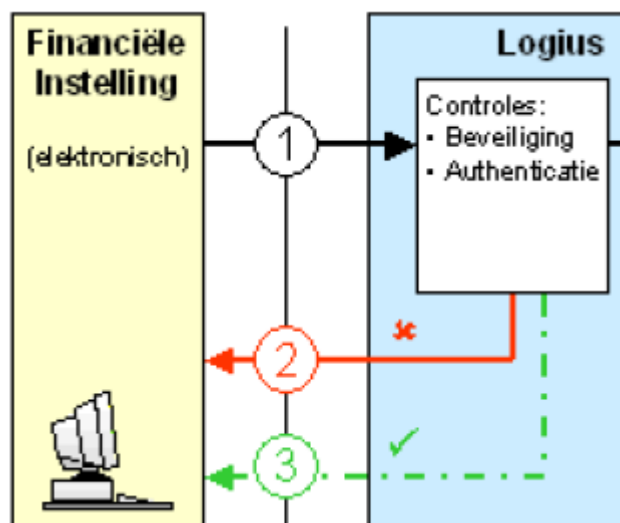 Financiële
Instelling
(elektronisch)
Logius
Controles:
• Beveiliging
• Authenticatie
1
2
3